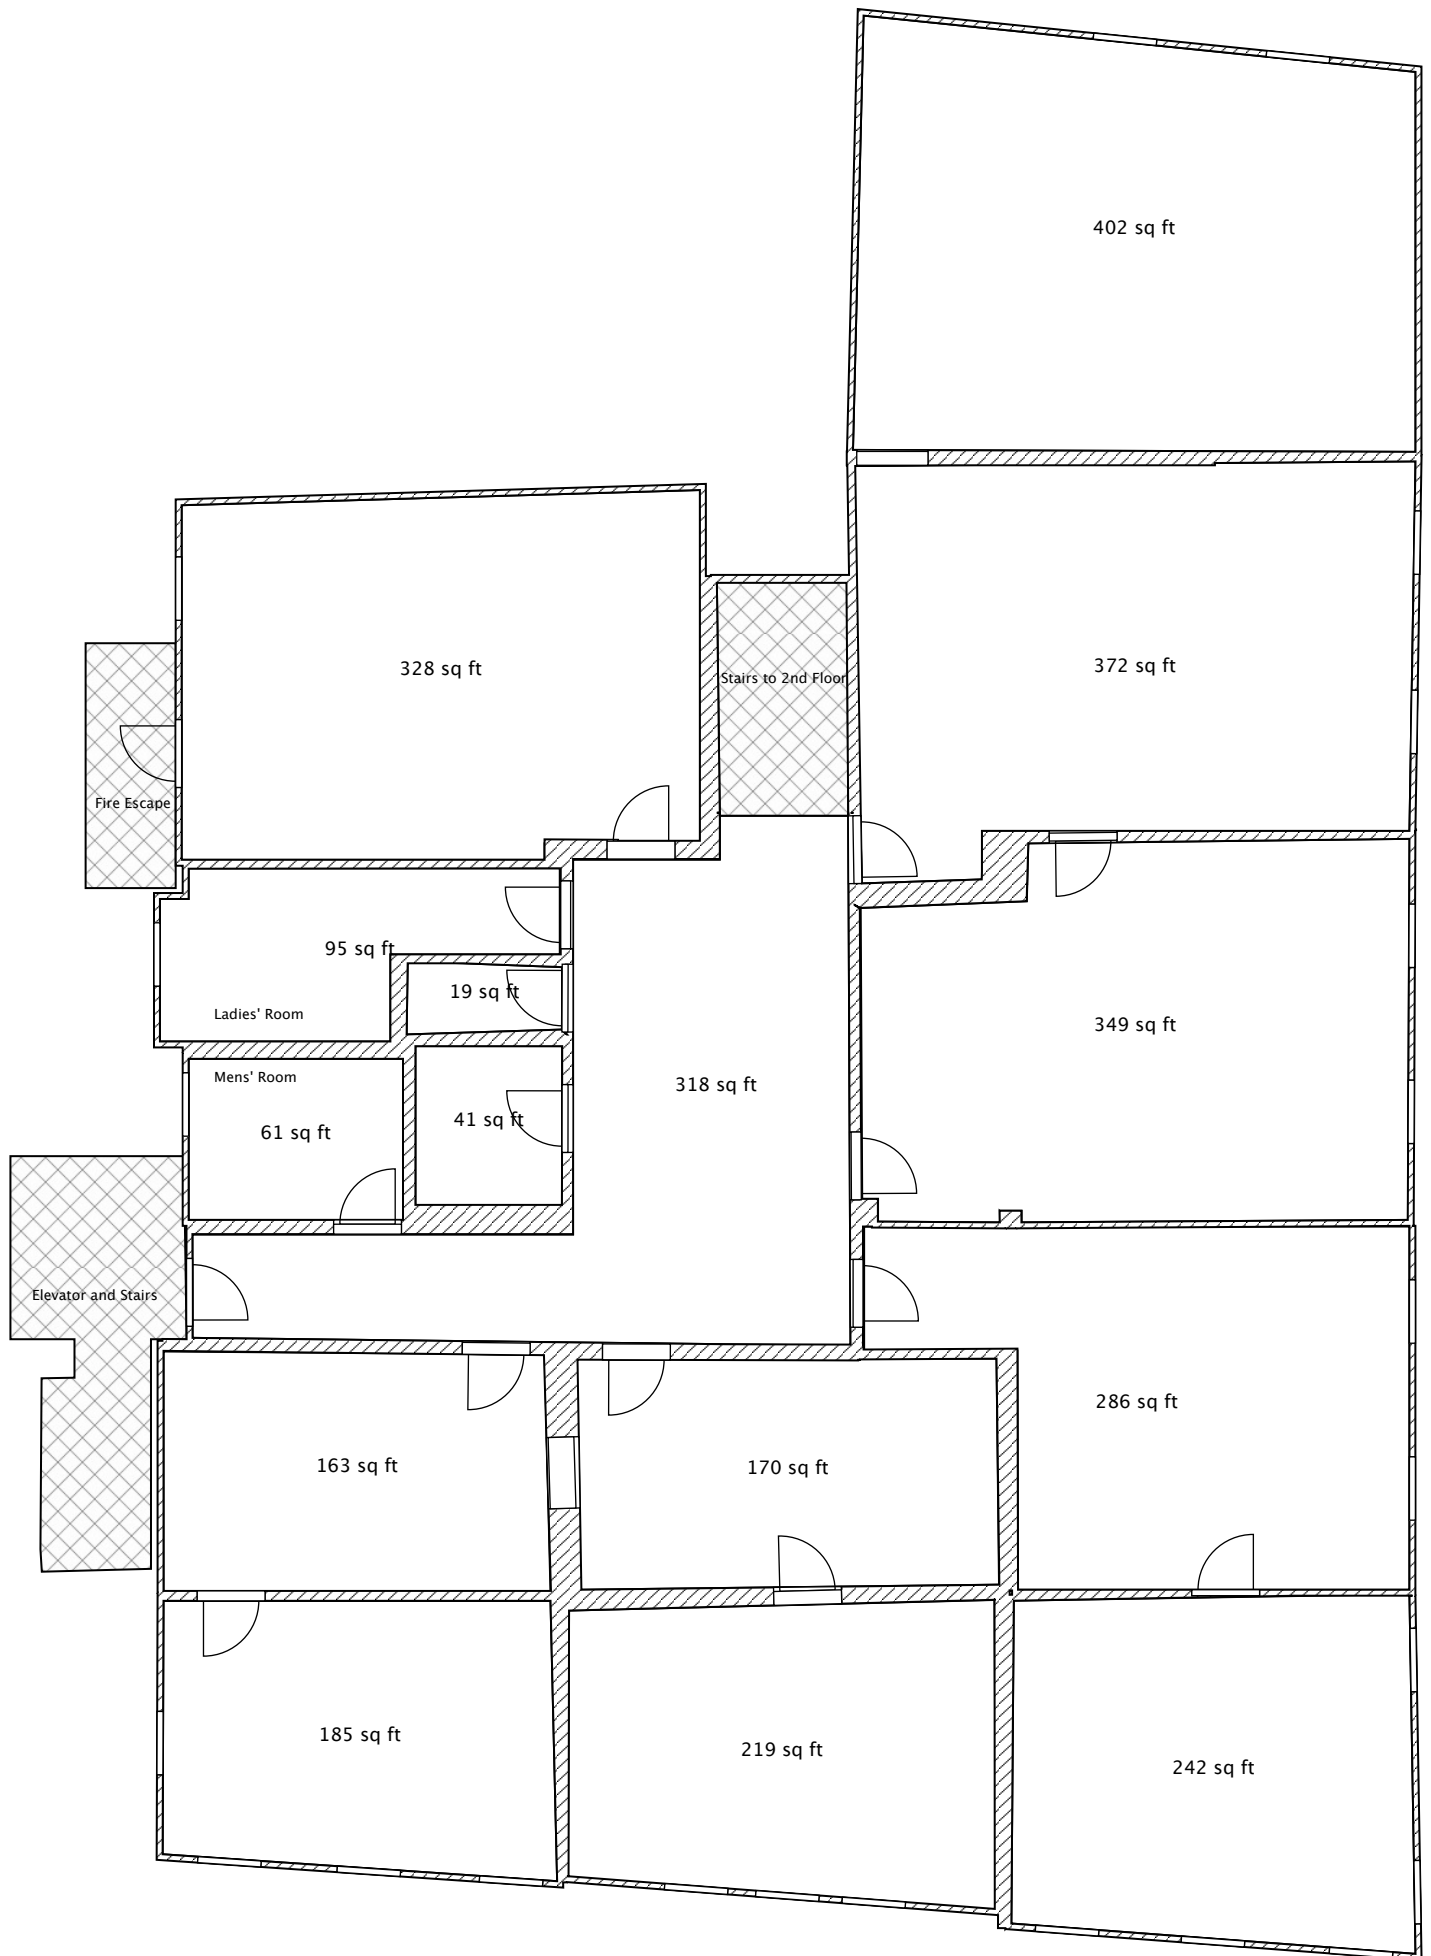 402 sq ft
328 sq ft
372 sq ft
Stairs to 2nd Floor
Fire Escape
95 sq ft
19 sq ft
Ladies' Room
349 sq ft
Mens' Room
318 sq ft
41 sq ft
61 sq ft
Elevator and Stairs
286 sq ft
163 sq ft
170 sq ft
185 sq ft
219 sq ft
242 sq ft